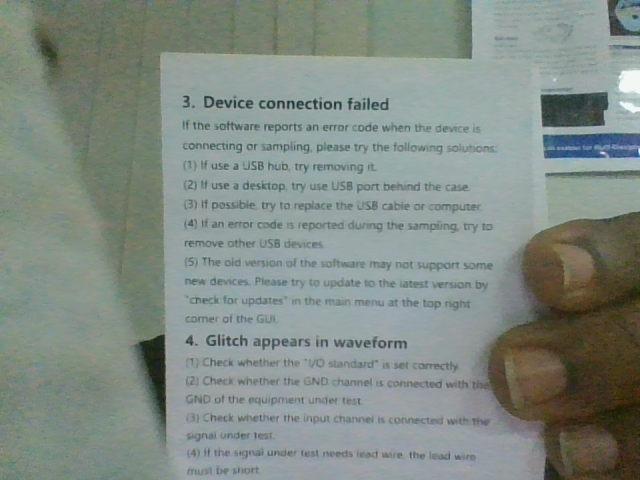 3. Device connection failed
If the software reports an error code when the device is
connecting or sampling, please try the following solutions:
(1) If use a USB hub, try removing it.
(2) If use a desktop, try use USB port behind the case.
(3) If possible, try to replace the USB cable or computer.
(4) If an error code is reported during the sampling, try to
remove other USB devices.
(5) The old version of the software may not support some
new devices. Please try to update to the latest version by
"check for updates" in the main menu at the top right
corner of the GUI.
4. Glitch appears in waveform
(1) Check whether the "I/O standard" is set correctly.
(2) Check whether the GND channel is connected with the
GND of the equipment under test.
(3) Check whether the input channel is connected with the
signal under test.
(4) If the signal under test needs lead wire, the lead wire
must be short.